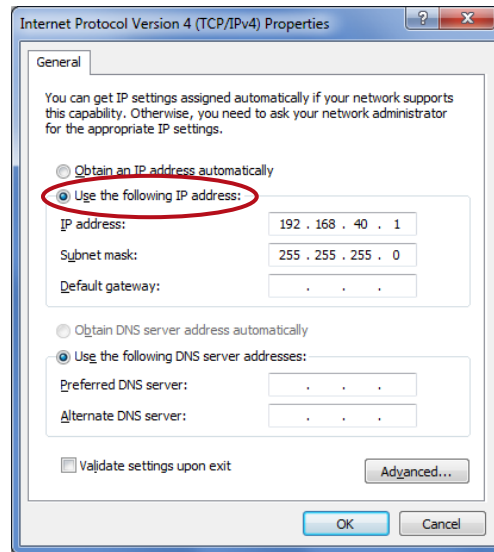 Internet Protocol Version 4 (TCP/IPv4) Properties
General
You can get IP settings assigned automatically if your network supports
this capability. Otherwise, you need to ask your network administrator
for the appropriate IP settings.
Obtain an IP address automatically
Use the following IP address:
IP address: 192 . 168 . 40 . 1
Subnet mask: 255 . 255 . 255 . 0
Default gateway: . . .
Obtain DNS server address automatically
Use the following DNS server addresses:
Preferred DNS server: . . .
Alternate DNS server: . . .
Validate settings upon exit
Advanced...
OK Cancel